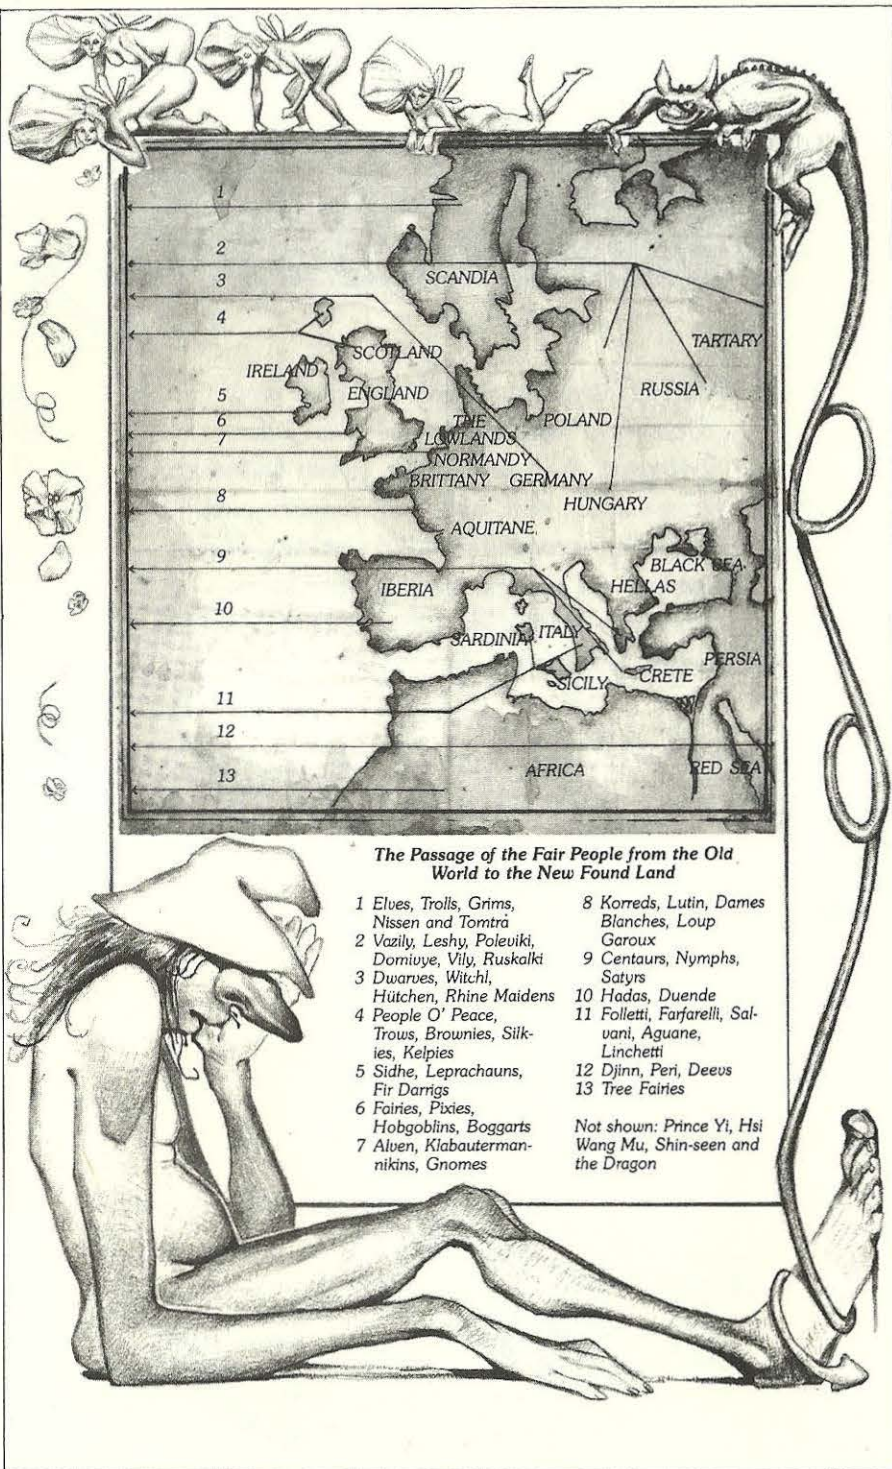 1
2
SCANDIA
3
4
TARTARY
SCOTLAND
IRELAND
RUSSIA
5
ENGLAND
6
THE
POLAND
7
LOWLANDS
NORMANDY
BRITTANY
GERMANY
8
HUNGARY
AQUITANE
9
BLACK SEA
IBERIA
HELLAS
10
SARDINIA
ITALY
PERSIA
CRETE
SICILY
11
12
13
AFRICA
RED SEA
The Passage of the Fair People from the Old
World to the New Found Land
1 Elves, Trolls, Grims,
Nissen and Tomtrå
2 Vazily, Leshy, Poleviki,
Domivye, Vily, Ruskalki
3 Dwarves, Witchl,
Hütchen, Rhine Maidens
4 People O' Peace,
Trows, Brownies, Silk-
ies, Kelpies
5 Sidhe, Leprachauns,
Fir Darrigs
6 Fairies, Pixies,
Hobgoblins, Boggarts
7 Alven, Klabauterman-
nikins, Gnomes
8 Korreds, Lutin, Dames
Blanches, Loup
Garoux
9 Centaurs, Nymphs,
Satyrs
10 Hadas, Duende
11 Folletti, Farfarelli, Sal-
vani, Aguane,
Linchetti
12 Djinn, Peri, Deevs
13 Tree Fairies
Not shown: Prince Yi, Hsi
Wang Mu, Shin-seen and
the Dragon